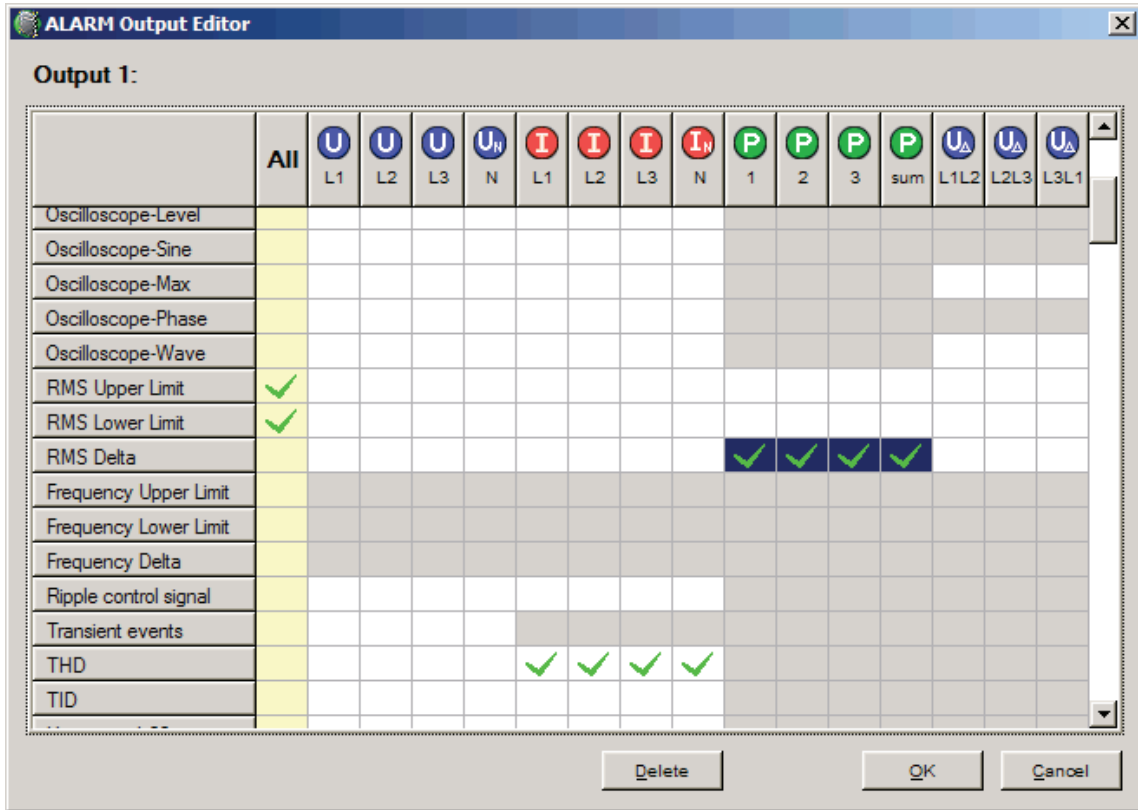 ALARM Output Editor
Output 1:
All U U U UN I I I IN P P P P U∆ U∆ U∆
L1 L2 L3 N L1 L2 L3 N 1 2 3 sum L1L2 L2L3 L3L1
Oscilloscope-Level
Oscilloscope-Sine
Oscilloscope-Max
Oscilloscope-Phase
Oscilloscope-Wave
RMS Upper Limit
RMS Lower Limit
RMS Delta
Frequency Upper Limit
Frequency Lower Limit
Frequency Delta
Ripple control signal
Transient events
THD
TID
Delete OK Cancel